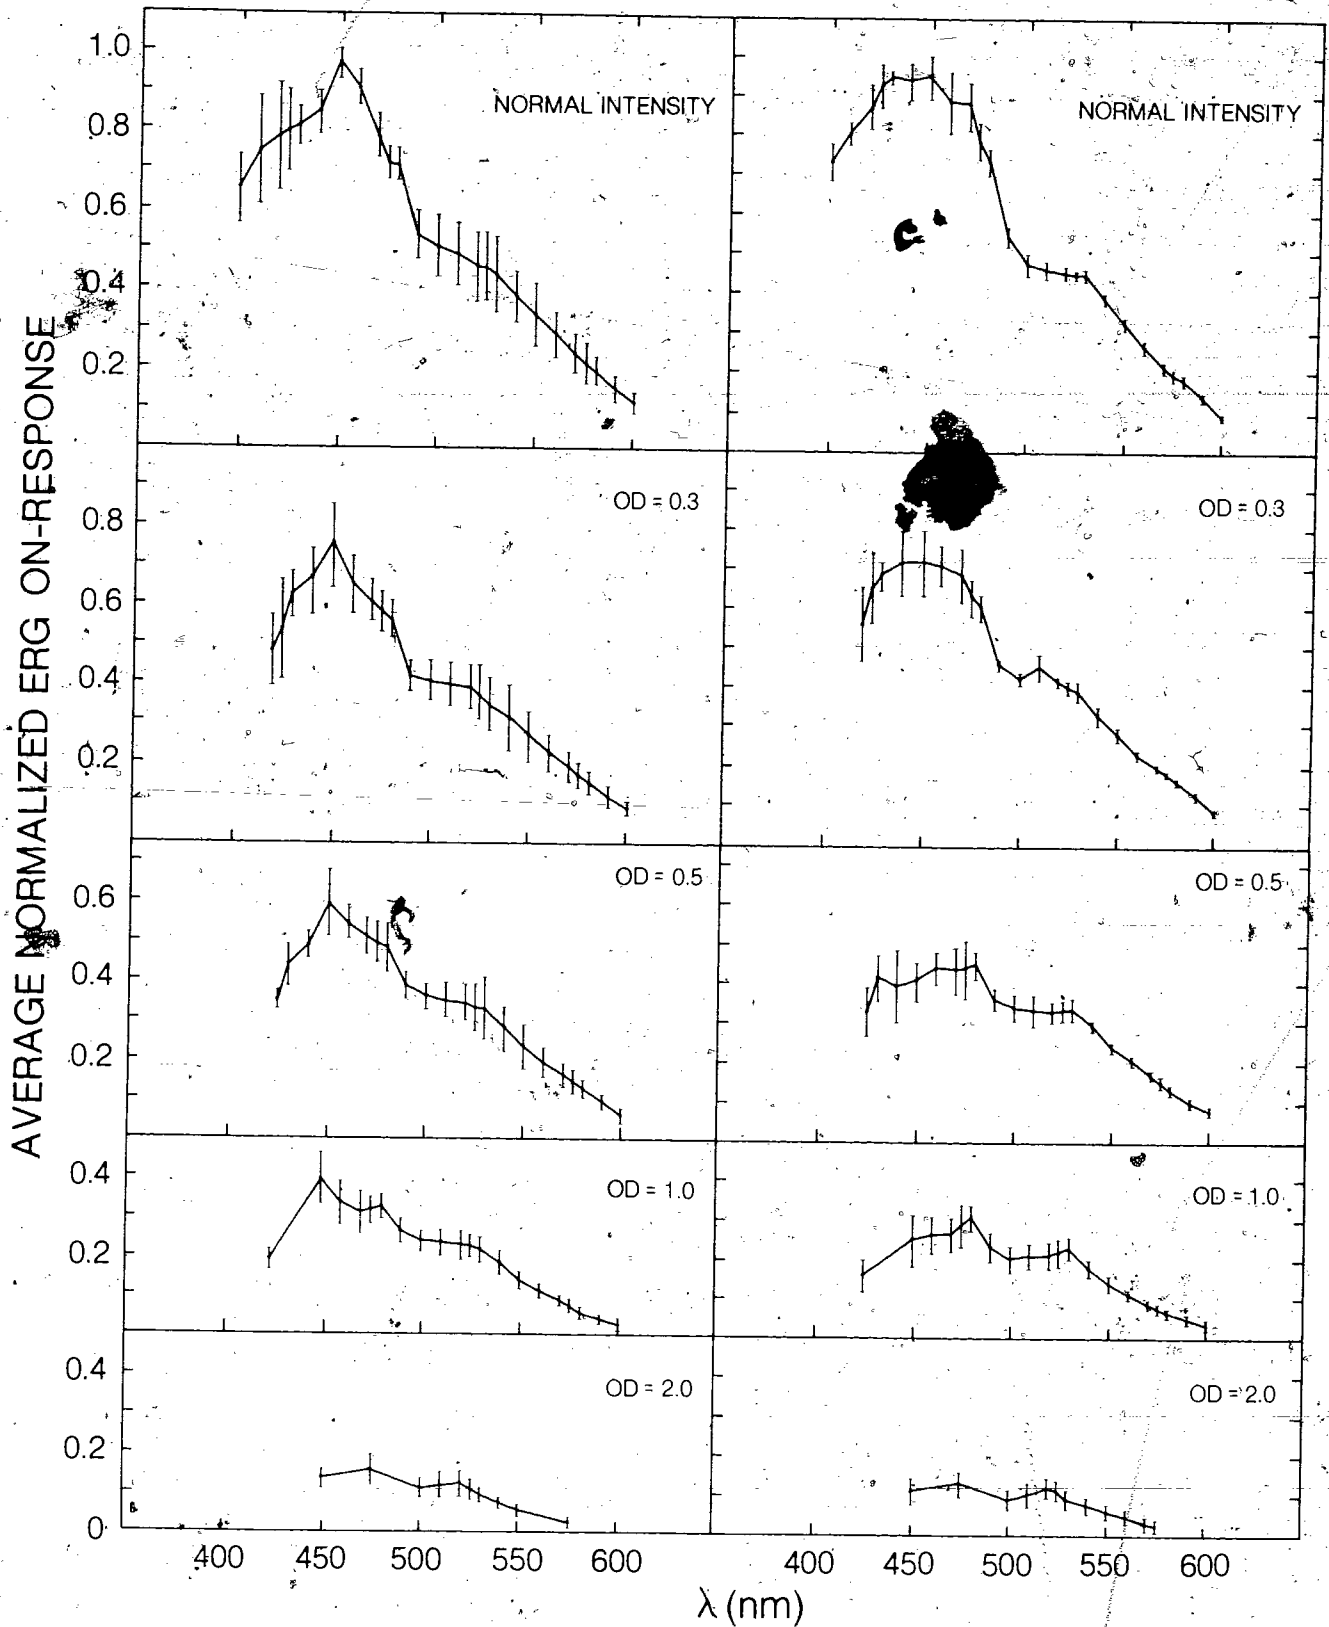 AVERAGE NORMALIZED ERG ON-RESPONSE
1.0
0.8
0.6
0.4
0.2
NORMAL INTENSITY
NORMAL INTENSITY
0.8
0.6
0.4
0.2
OD = 0.3
OD = 0.3
0.6
0.4
0.2
OD = 0.5
OD = 0.5
0.4
0.2
OD = 1.0
OD = 1.0
0.4
0.2
0
OD = 2.0
OD = 2.0
400 450 500 550 600
400 450 500 550 600
λ (nm)